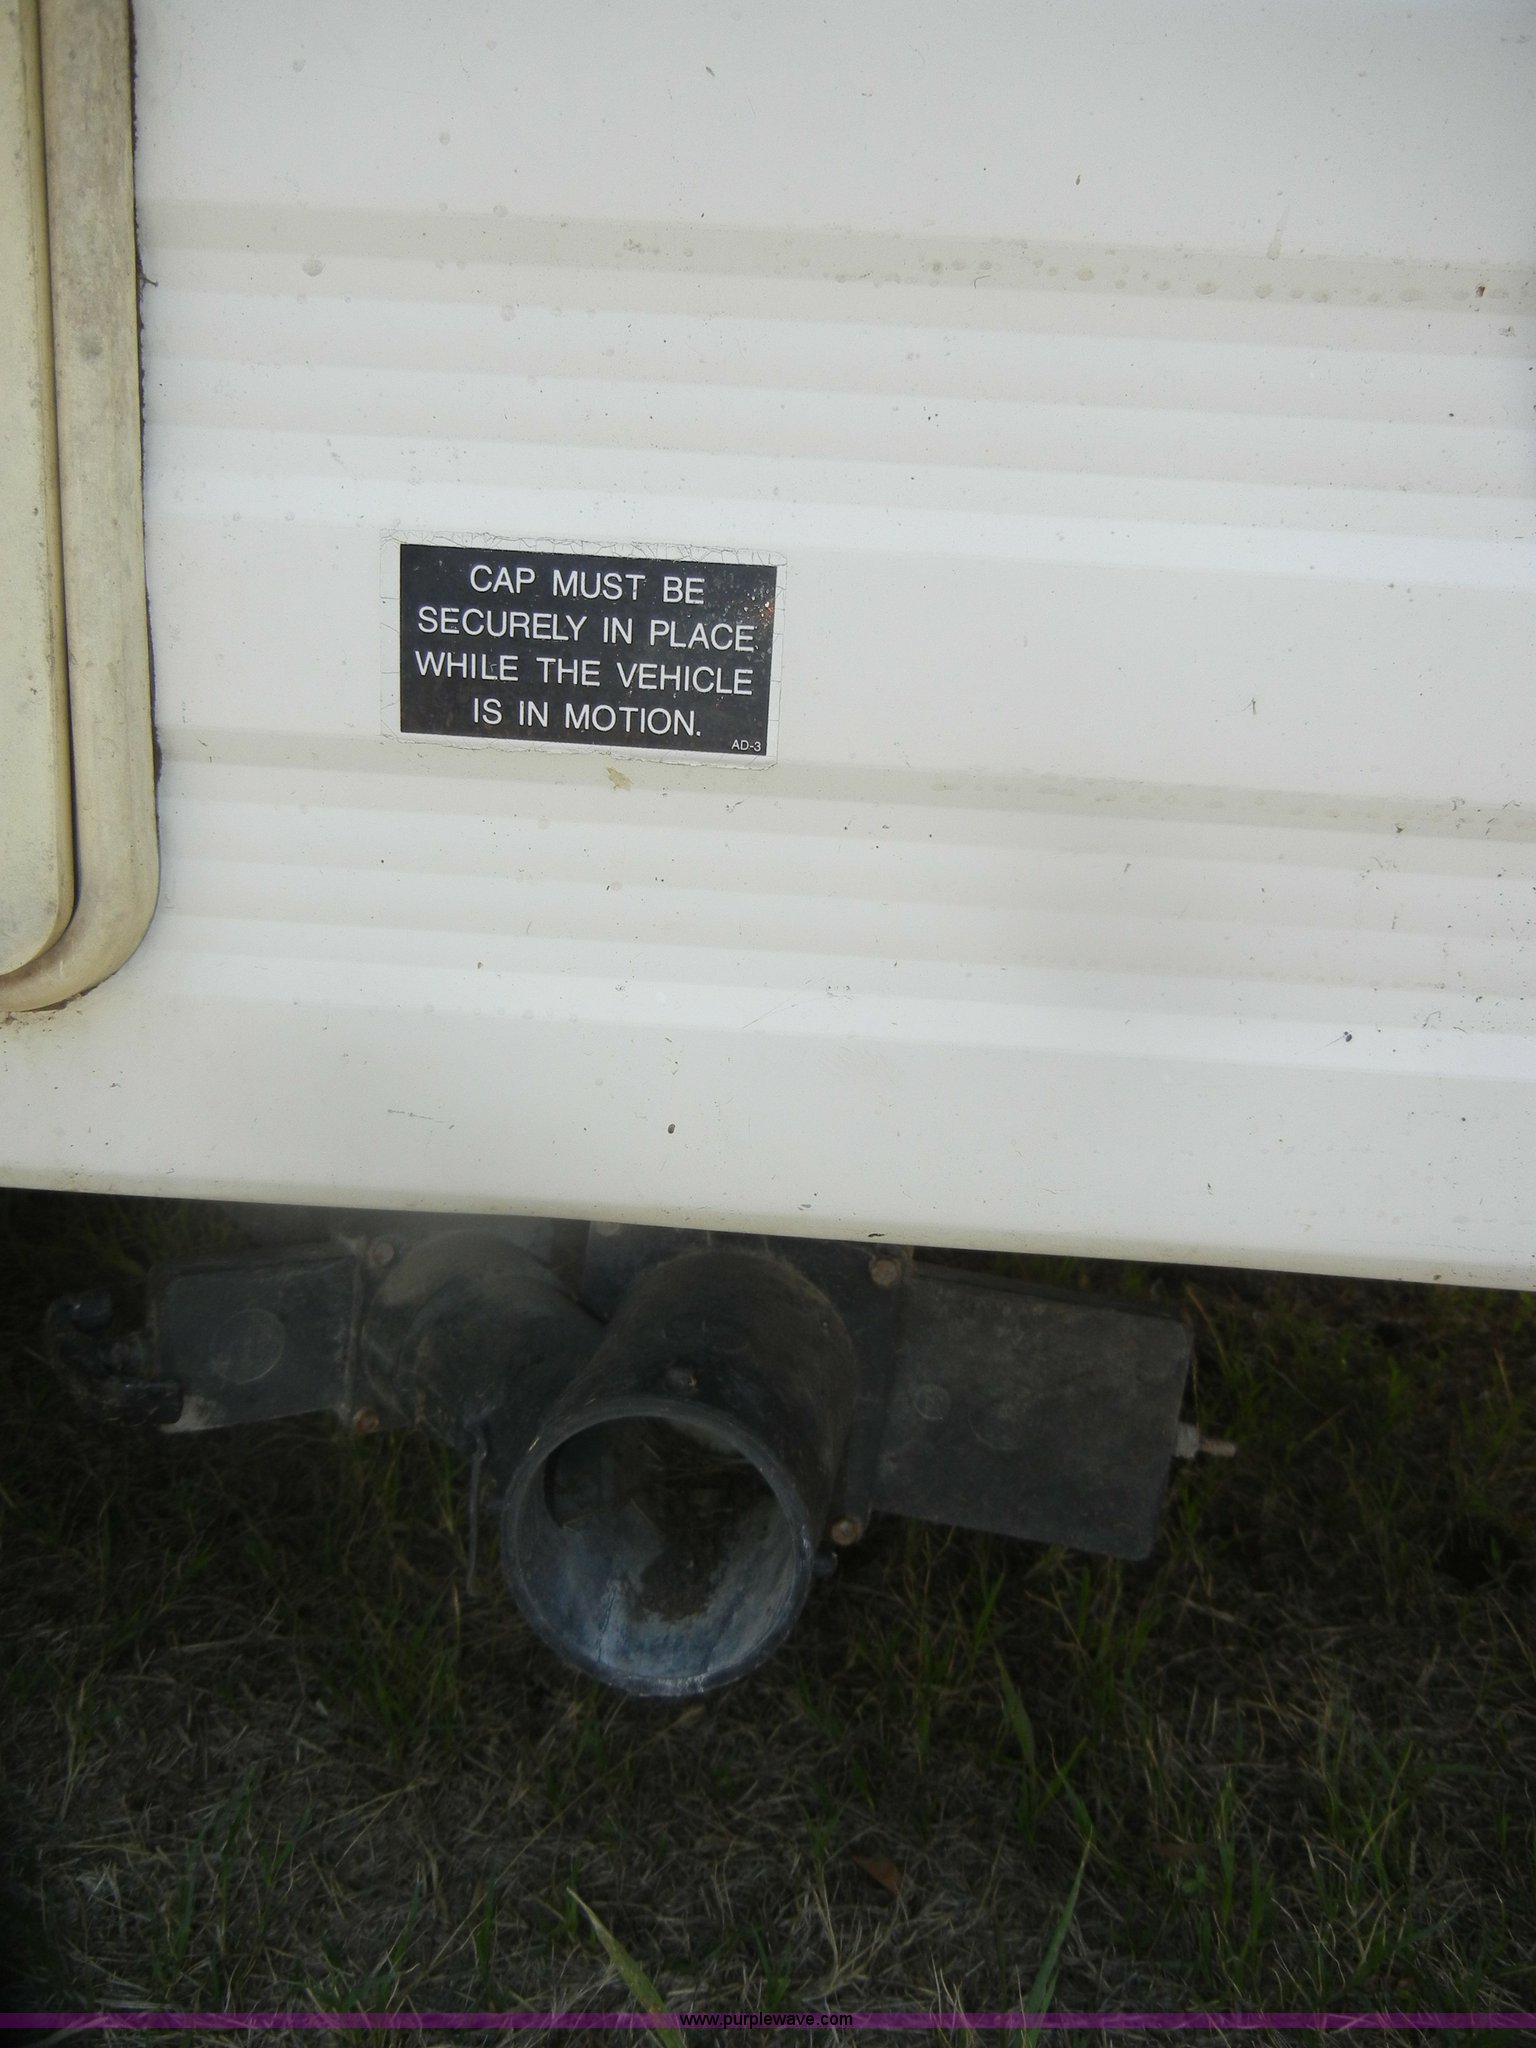 CAP MUST BE
SECURELY IN PLACE
WHILE THE VEHICLE
IS IN MOTION.
AD-3
www.purplewave.com